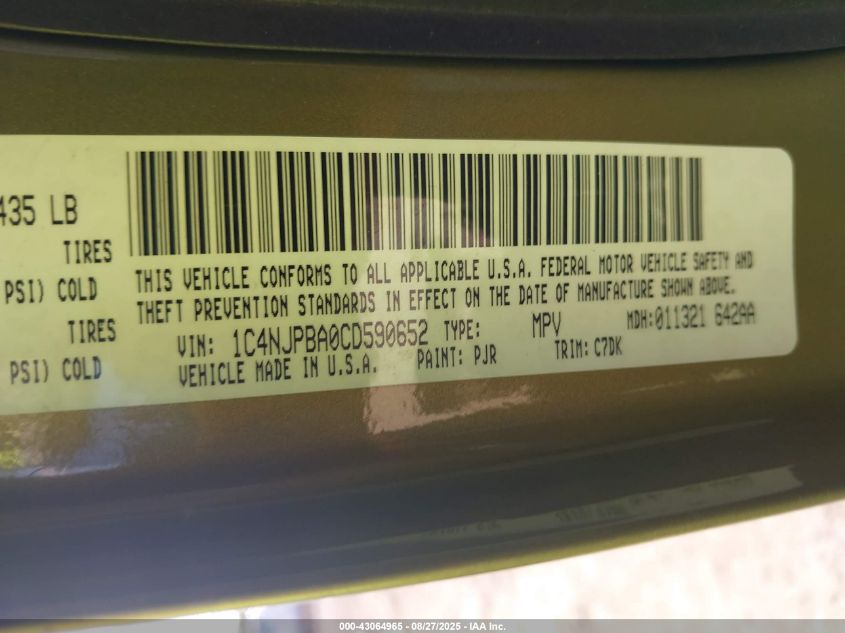 435 LB
TIRES
PSI) COLD
TIRES
PSI) COLD
THIS VEHICLE CONFORMS TO ALL APPLICABLE U.S.A. FEDERAL MOTOR VEHICLE SAFETY AND
THEFT PREVENTION STANDARDS IN EFFECT ON THE DATE OF MANUFACTURE SHOWN ABOVE.
VIN: 1C4NJPBA0CD590652 TYPE: MPV MDH:011321 642AA
VEHICLE MADE IN U.S.A. PAINT: PJR TRIM: C7DK
000-43064965 - 08/27/2025 - IAA Inc.